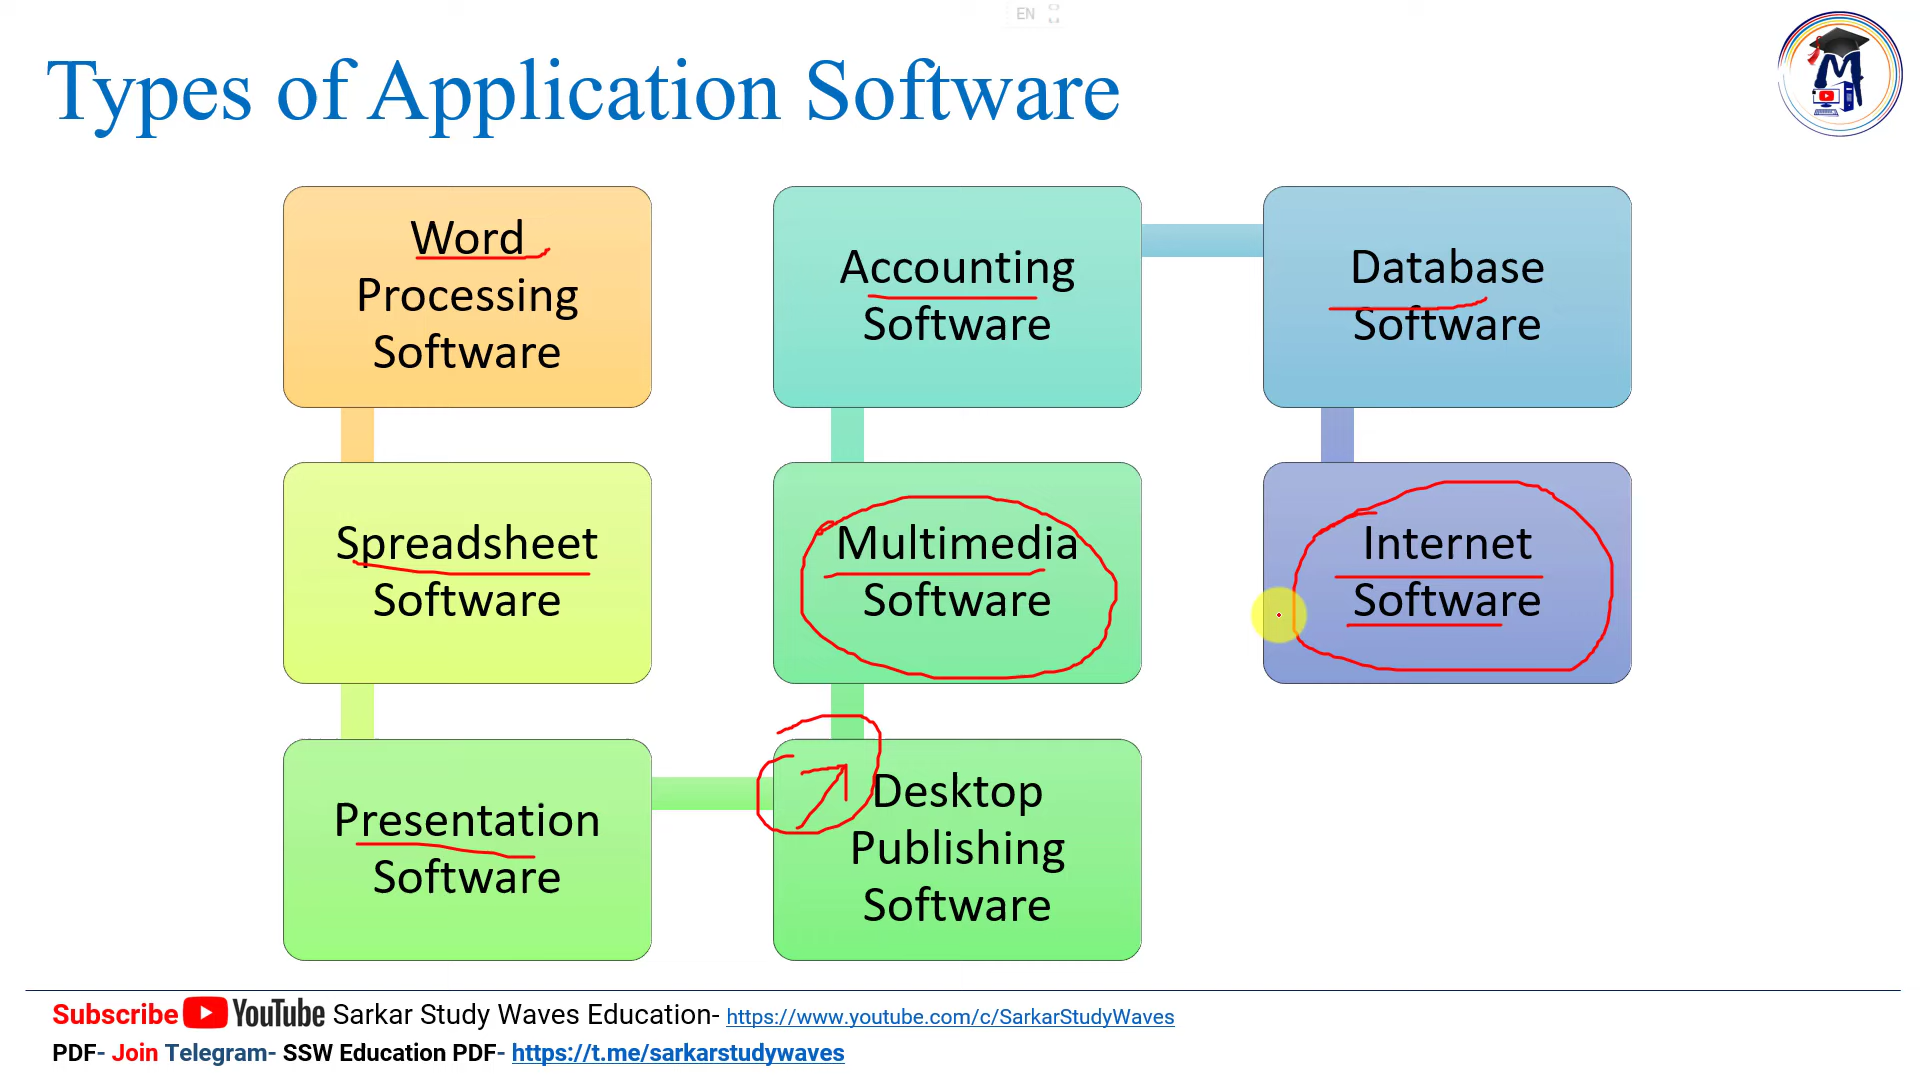 EN
Types of Application Software
Word
Processing
Software
Spreadsheet
Software
Presentation
Software
Desktop
Publishing
Software
Multimedia
Software
Accounting
Software
Database
Software
Internet
Software
Subscribe YouTube Sarkar Study Waves Education- https://www.youtube.com/c/SarkarStudyWaves
PDF- Join Telegram- SSW Education PDF- https://t.me/sarkarstudywaves